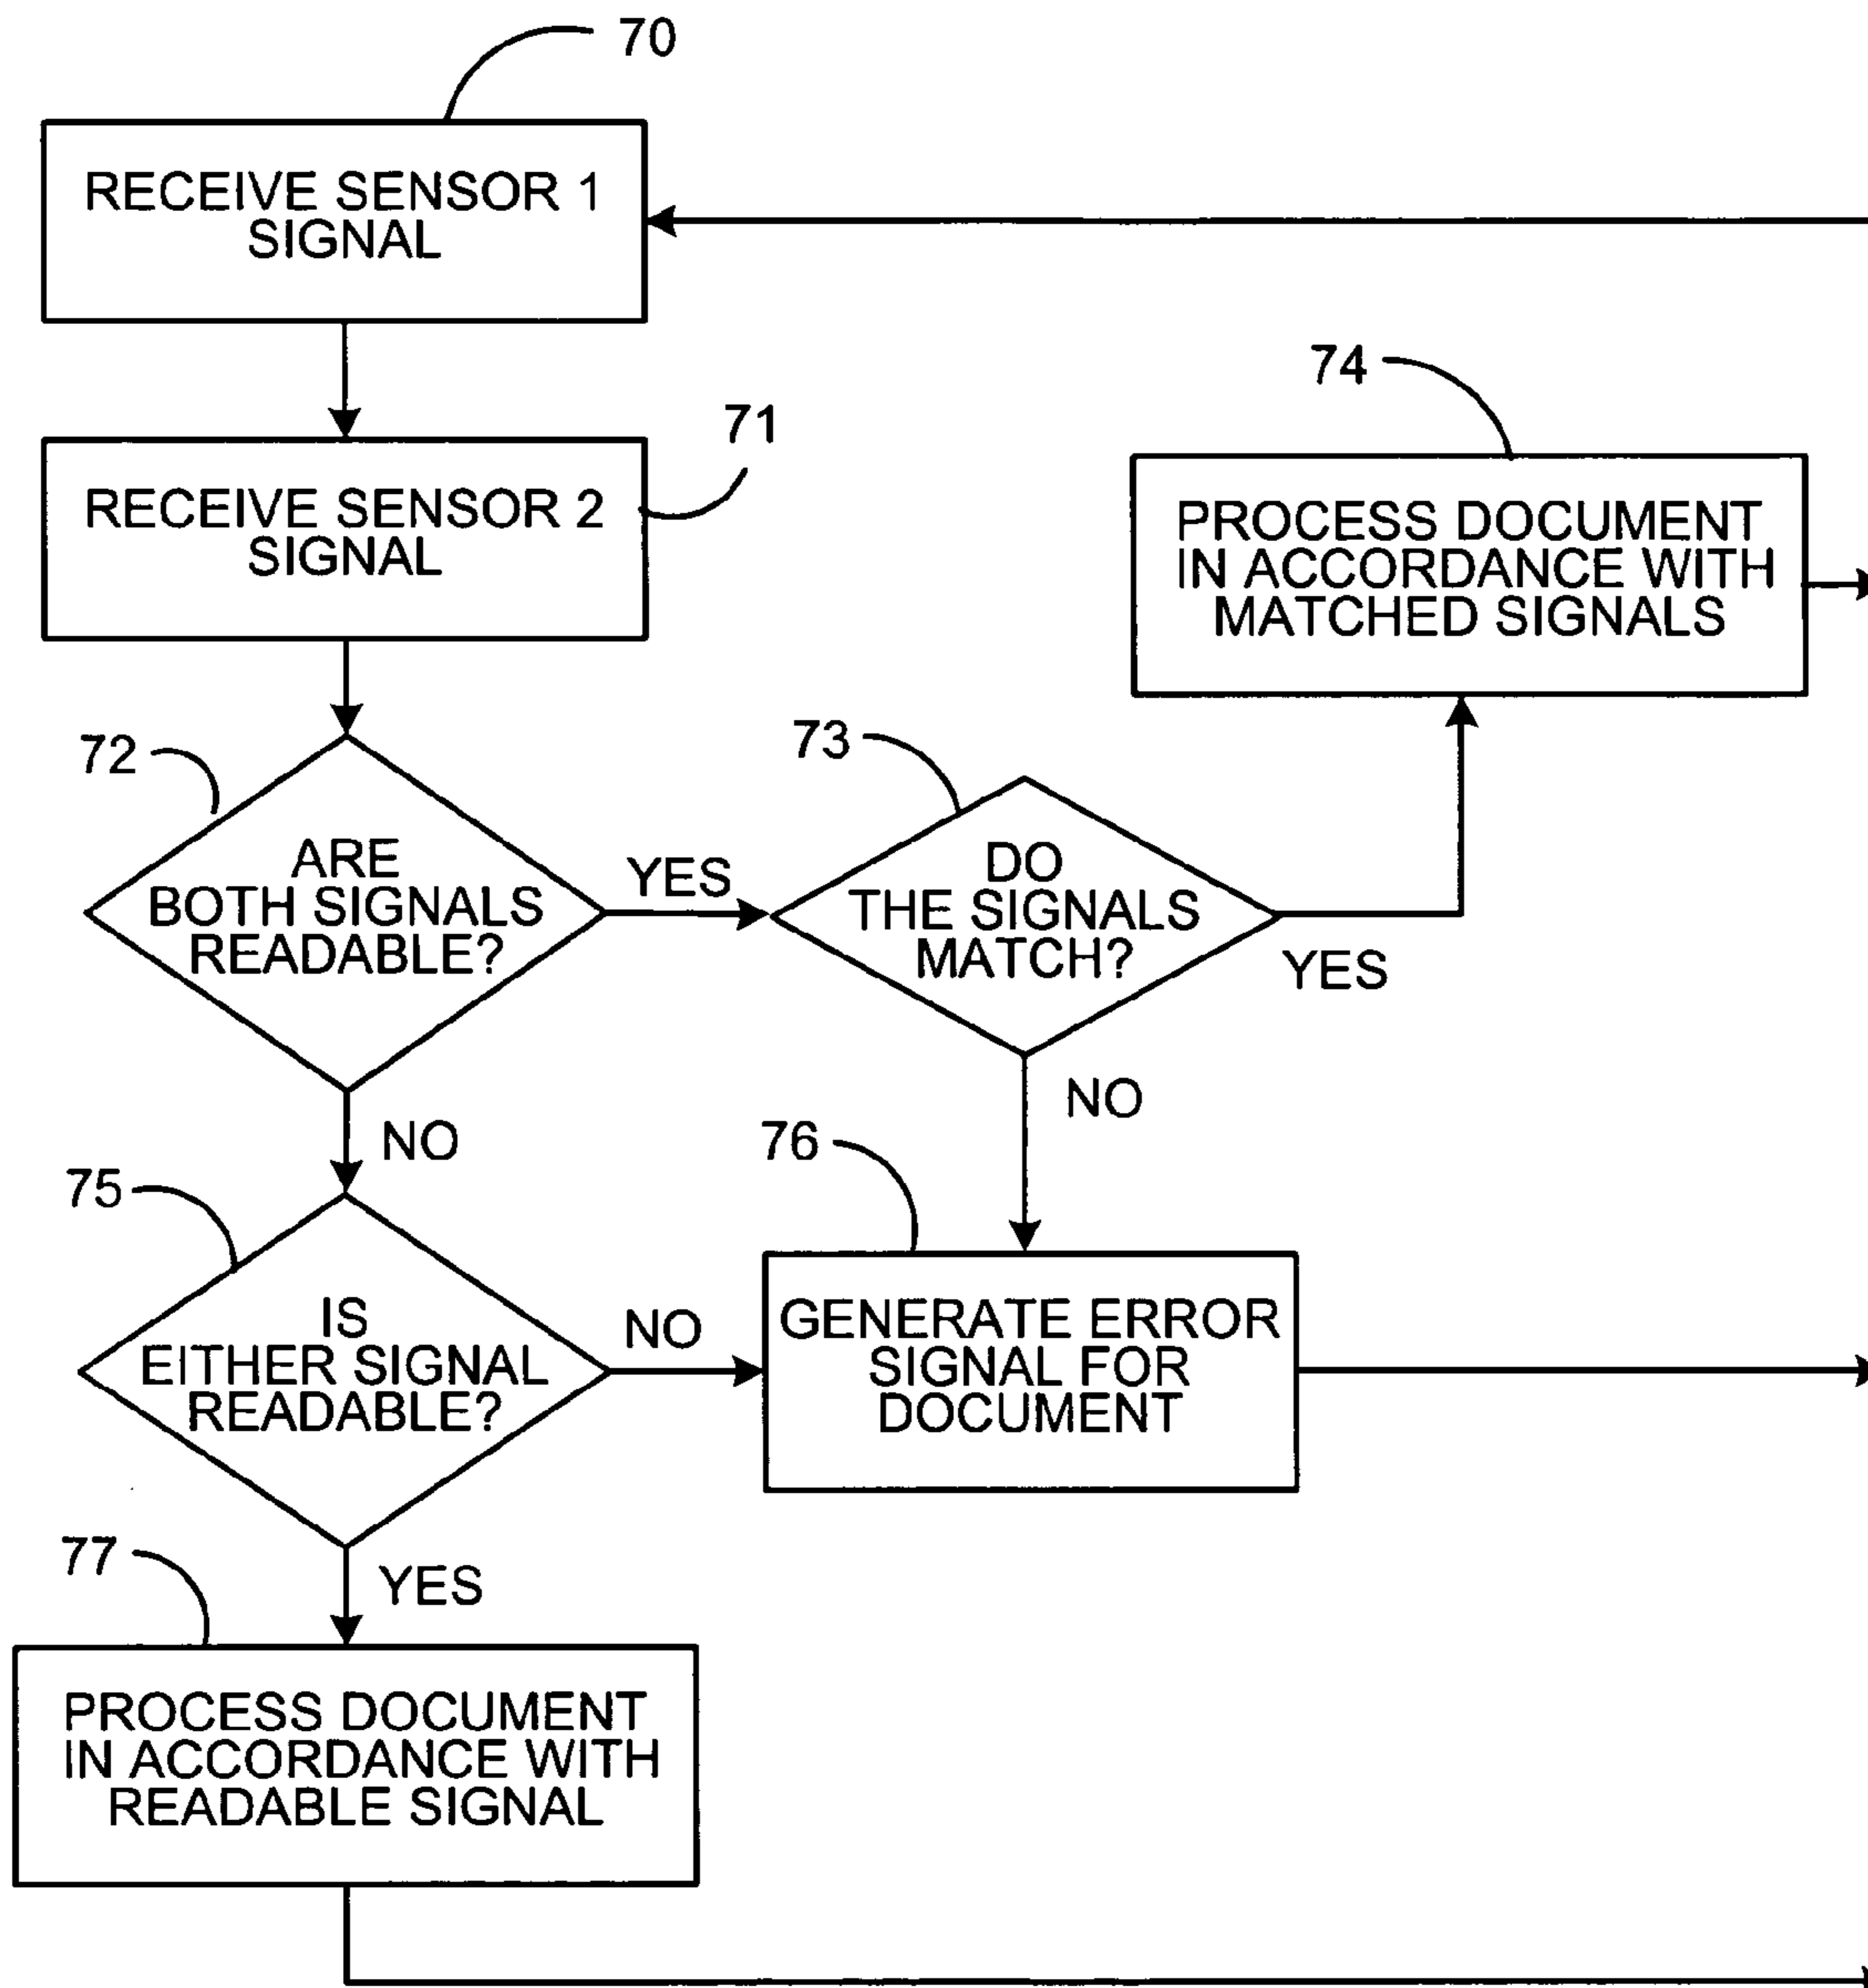 70
RECEIVE SENSOR 1
SIGNAL
71
RECEIVE SENSOR 2
SIGNAL
74
PROCESS DOCUMENT
IN ACCORDANCE WITH
MATCHED SIGNALS
72
ARE
BOTH SIGNALS
READABLE?
YES
73
DO
THE SIGNALS
MATCH?
YES
NO
NO
75
IS
EITHER SIGNAL
READABLE?
NO
76
GENERATE ERROR
SIGNAL FOR
DOCUMENT
YES
77
PROCESS DOCUMENT
IN ACCORDANCE WITH
READABLE SIGNAL